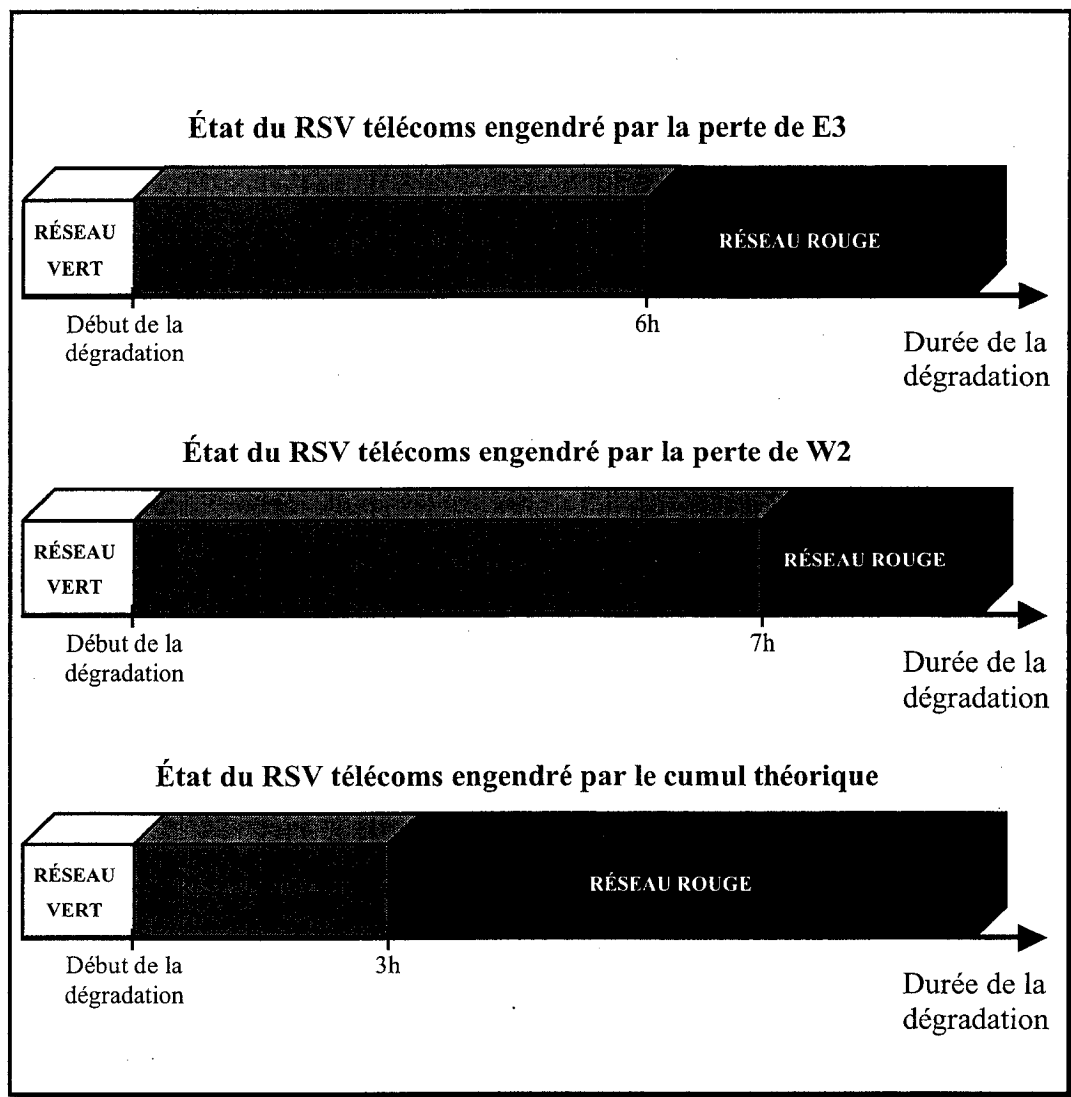 État du RSV télécoms engendré par la perte de E3
RÉSEAU
VERT
RÉSEAU ROUGE
Début de la
dégradation
6h
Durée de la
dégradation
État du RSV télécoms engendré par la perte de W2
RÉSEAU
VERT
RÉSEAU ROUGE
Début de la
dégradation
7h
Durée de la
dégradation
État du RSV télécoms engendré par le cumul théorique
RÉSEAU
VERT
RÉSEAU ROUGE
Début de la
dégradation
3h
Durée de la
dégradation